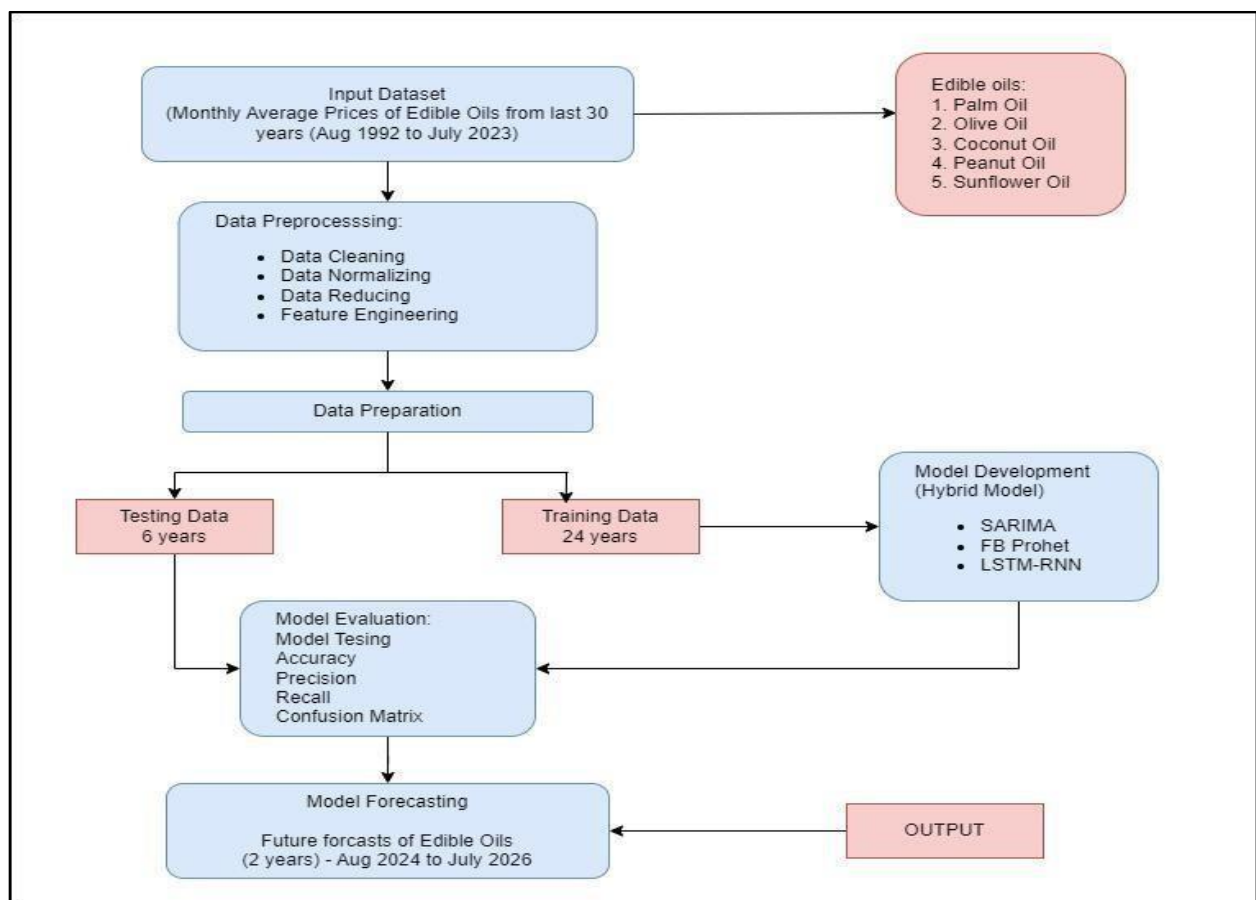 Input Dataset
(Monthly Average Prices of Edible Oils from last 30
years (Aug 1992 to July 2023)
Edible oils:
1. Palm Oil
2. Olive Oil
3. Coconut Oil
4. Peanut Oil
5. Sunflower Oil
Data Preprocesssing:
• Data Cleaning
• Data Normalizing
• Data Reducing
• Feature Engineering
Data Preparation
Testing Data
6 years
Training Data
24 years
Model Development
(Hybrid Model)
• SARIMA
• FB Prohet
• LSTM-RNN
Model Evaluation:
Model Tesing
Accuracy
Precision
Recall
Confusion Matrix
Model Forecasting
Future forcasts of Edible Oils
(2 years) - Aug 2024 to July 2026
OUTPUT